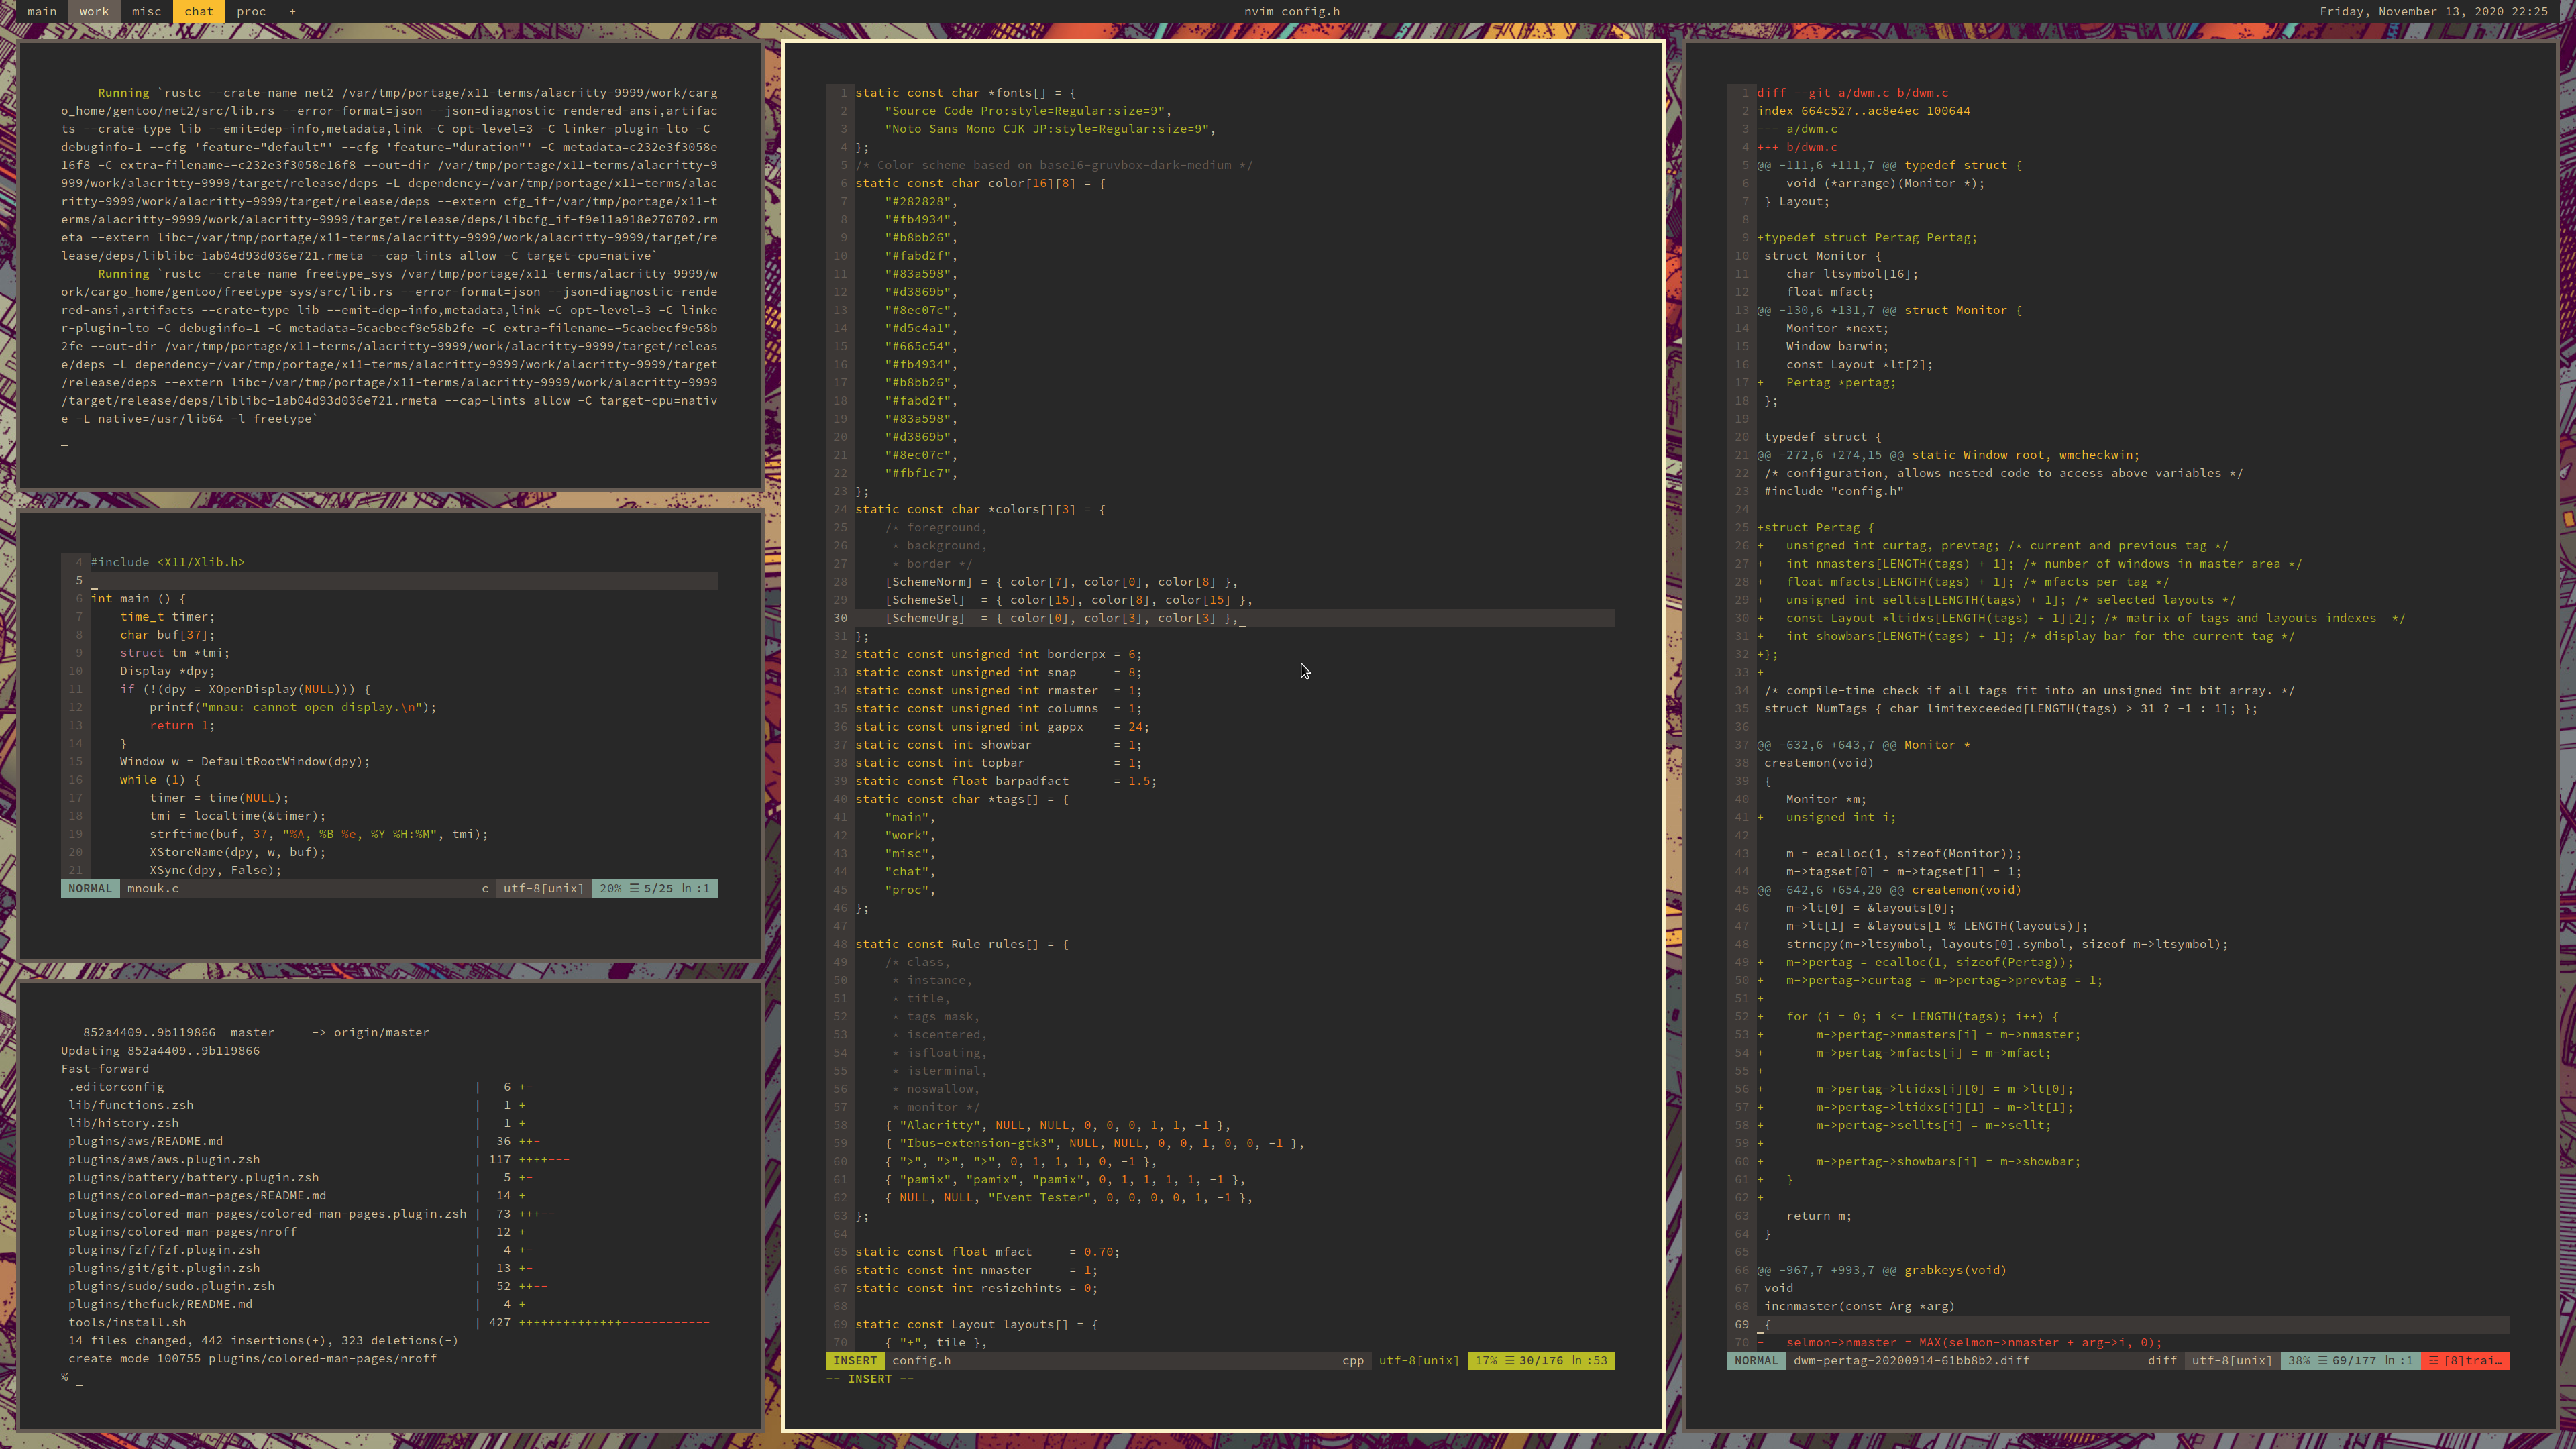 main work misc chat proc +
nvim config.h
Friday, November 13, 2020 22:25
Running `rustc --crate-name net2 /var/tmp/portage/x11-terms/alacritty-9999/work/carg
o_home/gentoo/net2/src/lib.rs --error-format=json --json=diagnostic-rendered-ansi,artifac
ts --crate-type lib --emit=dep-info,metadata,link -C opt-level=3 -C linker-plugin-lto -C
debuginfo=1 --cfg 'feature="default"' --cfg 'feature="duration"' -C metadata=c232e3f3058e
16f8 -C extra-filename=-c232e3f3058e16f8 --out-dir /var/tmp/portage/x11-terms/alacritty-9
999/work/alacritty-9999/target/release/deps -L dependency=/var/tmp/portage/x11-terms/alac
ritty-9999/work/alacritty-9999/target/release/deps --extern cfg_if=/var/tmp/portage/x11-t
erms/alacritty-9999/work/alacritty-9999/target/release/deps/libcfg_if-f9e11a918e270702.rm
eta --extern libc=/var/tmp/portage/x11-terms/alacritty-9999/work/alacritty-9999/target/re
lease/deps/liblibc-1ab04d93d036e721.rmeta --cap-lints allow -C target-cpu=native`
Running `rustc --crate-name freetype_sys /var/tmp/portage/x11-terms/alacritty-9999/w
ork/cargo_home/gentoo/freetype-sys/src/lib.rs --error-format=json --json=diagnostic-rende
red-ansi,artifacts --crate-type lib --emit=dep-info,metadata,link -C opt-level=3 -C linke
r-plugin-lto -C debuginfo=1 -C metadata=5caebecf9e58b2fe -C extra-filename=-5caebecf9e58b
2fe --out-dir /var/tmp/portage/x11-terms/alacritty-9999/work/alacritty-9999/target/releas
e/deps -L dependency=/var/tmp/portage/x11-terms/alacritty-9999/work/alacritty-9999/target
/release/deps --extern libc=/var/tmp/portage/x11-terms/alacritty-9999/work/alacritty-9999
/target/release/deps/liblibc-1ab04d93d036e721.rmeta --cap-lints allow -C target-cpu=nativ
e -L native=/usr/lib64 -l freetype`
_
4 #include <X11/Xlib.h>
5
6 int main () {
7     time_t timer;
8     char buf[37];
9     struct tm *tmi;
10     Display *dpy;
11     if (!(dpy = XOpenDisplay(NULL))) {
12         printf("mnau: cannot open display.\n");
13         return 1;
14     }
15     Window w = DefaultRootWindow(dpy);
16     while (1) {
17         timer = time(NULL);
18         tmi = localtime(&timer);
19         strftime(buf, 37, "%A, %B %e, %Y %H:%M", tmi);
20         XStoreName(dpy, w, buf);
21         XSync(dpy, False);
NORMAL mnouk.c c utf-8[unix] 20% ☰ 5/25 ln :1
852a4409..9b119866  master     -> origin/master
Updating 852a4409..9b119866
Fast-forward
.editorconfig | 6 +-
lib/functions.zsh | 1 +
lib/history.zsh | 1 +
plugins/aws/README.md | 36 ++-
plugins/aws/aws.plugin.zsh | 117 ++++---
plugins/battery/battery.plugin.zsh | 5 +-
plugins/colored-man-pages/README.md | 14 +
plugins/colored-man-pages/colored-man-pages.plugin.zsh | 73 +++--
plugins/colored-man-pages/nroff | 12 +
plugins/fzf/fzf.plugin.zsh | 4 +-
plugins/git/git.plugin.zsh | 13 +-
plugins/sudo/sudo.plugin.zsh | 52 ++--
plugins/thefuck/README.md | 4 +
tools/install.sh | 427 ++++++++++++++------------
14 files changed, 442 insertions(+), 323 deletions(-)
create mode 100755 plugins/colored-man-pages/nroff
% _
1 static const char *fonts[] = {
2     "Source Code Pro:style=Regular:size=9",
3     "Noto Sans Mono CJK JP:style=Regular:size=9",
4 };
5 /* Color scheme based on base16-gruvbox-dark-medium */
6 static const char color[16][8] = {
7     "#282828",
8     "#fb4934",
9     "#b8bb26",
10     "#fabd2f",
11     "#83a598",
12     "#d3869b",
13     "#8ec07c",
14     "#d5c4a1",
15     "#665c54",
16     "#fb4934",
17     "#b8bb26",
18     "#fabd2f",
19     "#83a598",
20     "#d3869b",
21     "#8ec07c",
22     "#fbf1c7",
23 };
24 static const char *colors[][3] = {
25     /* foreground,
26      * background,
27      * border */
28     [SchemeNorm] = { color[7], color[0], color[8] },
29     [SchemeSel]  = { color[15], color[8], color[15] },
30     [SchemeUrg]  = { color[0], color[3], color[3] },_
31 };
32 static const unsigned int borderpx = 6;
33 static const unsigned int snap     = 8;
34 static const unsigned int rmaster  = 1;
35 static const unsigned int columns  = 1;
36 static const unsigned int gappx    = 24;
37 static const int showbar           = 1;
38 static const int topbar            = 1;
39 static const float barpadfact      = 1.5;
40 static const char *tags[] = {
41     "main",
42     "work",
43     "misc",
44     "chat",
45     "proc",
46 };
47
48 static const Rule rules[] = {
49     /* class,
50      * instance,
51      * title,
52      * tags mask,
53      * iscentered,
54      * isfloating,
55      * isterminal,
56      * noswallow,
57      * monitor */
58     { "Alacritty", NULL, NULL, 0, 0, 0, 1, 1, -1 },
59     { "Ibus-extension-gtk3", NULL, NULL, 0, 0, 1, 0, 0, -1 },
60     { ">", ">", ">", 0, 1, 1, 1, 0, -1 },
61     { "pamix", "pamix", "pamix", 0, 1, 1, 1, 1, -1 },
62     { NULL, NULL, "Event Tester", 0, 0, 0, 0, 1, -1 },
63 };
64
65 static const float mfact     = 0.70;
66 static const int nmaster     = 1;
67 static const int resizehints = 0;
68
69 static const Layout layouts[] = {
70     { "+", tile },
INSERT config.h cpp utf-8[unix] 17% ☰ 30/176 ln :53
-- INSERT --
1 diff --git a/dwm.c b/dwm.c
2 index 664c527..ac8e4ec 100644
3 --- a/dwm.c
4 +++ b/dwm.c
5 @@ -111,6 +111,7 @@ typedef struct {
6     void (*arrange)(Monitor *);
7  } Layout;
8
9 +typedef struct Pertag Pertag;
10  struct Monitor {
11     char ltsymbol[16];
12     float mfact;
13 @@ -130,6 +131,7 @@ struct Monitor {
14     Monitor *next;
15     Window barwin;
16     const Layout *lt[2];
17 +   Pertag *pertag;
18  };
19
20  typedef struct {
21 @@ -272,6 +274,15 @@ static Window root, wmcheckwin;
22  /* configuration, allows nested code to access above variables */
23  #include "config.h"
24
25 +struct Pertag {
26 +   unsigned int curtag, prevtag; /* current and previous tag */
27 +   int nmasters[LENGTH(tags) + 1]; /* number of windows in master area */
28 +   float mfacts[LENGTH(tags) + 1]; /* mfacts per tag */
29 +   unsigned int sellts[LENGTH(tags) + 1]; /* selected layouts */
30 +   const Layout *ltidxs[LENGTH(tags) + 1][2]; /* matrix of tags and layouts indexes  */
31 +   int showbars[LENGTH(tags) + 1]; /* display bar for the current tag */
32 +};
33 +
34  /* compile-time check if all tags fit into an unsigned int bit array. */
35  struct NumTags { char limitexceeded[LENGTH(tags) > 31 ? -1 : 1]; };
36
37 @@ -632,6 +643,7 @@ Monitor *
38  createmon(void)
39  {
40     Monitor *m;
41 +   unsigned int i;
42
43     m = ecalloc(1, sizeof(Monitor));
44     m->tagset[0] = m->tagset[1] = 1;
45 @@ -642,6 +654,20 @@ createmon(void)
46     m->lt[0] = &layouts[0];
47     m->lt[1] = &layouts[1 % LENGTH(layouts)];
48     strncpy(m->ltsymbol, layouts[0].symbol, sizeof m->ltsymbol);
49 +   m->pertag = ecalloc(1, sizeof(Pertag));
50 +   m->pertag->curtag = m->pertag->prevtag = 1;
51 +
52 +   for (i = 0; i <= LENGTH(tags); i++) {
53 +       m->pertag->nmasters[i] = m->nmaster;
54 +       m->pertag->mfacts[i] = m->mfact;
55 +
56 +       m->pertag->ltidxs[i][0] = m->lt[0];
57 +       m->pertag->ltidxs[i][1] = m->lt[1];
58 +       m->pertag->sellts[i] = m->sellt;
59 +
60 +       m->pertag->showbars[i] = m->showbar;
61 +   }
62 +
63     return m;
64  }
65
66 @@ -967,7 +993,7 @@ grabkeys(void)
67  void
68  incnmaster(const Arg *arg)
69  {
70 -   selmon->nmaster = MAX(selmon->nmaster + arg->i, 0);
NORMAL dwm-pertag-20200914-61bb8b2.diff diff utf-8[unix] 38% ☰ 69/177 ln :1 ☲ [8]trai…